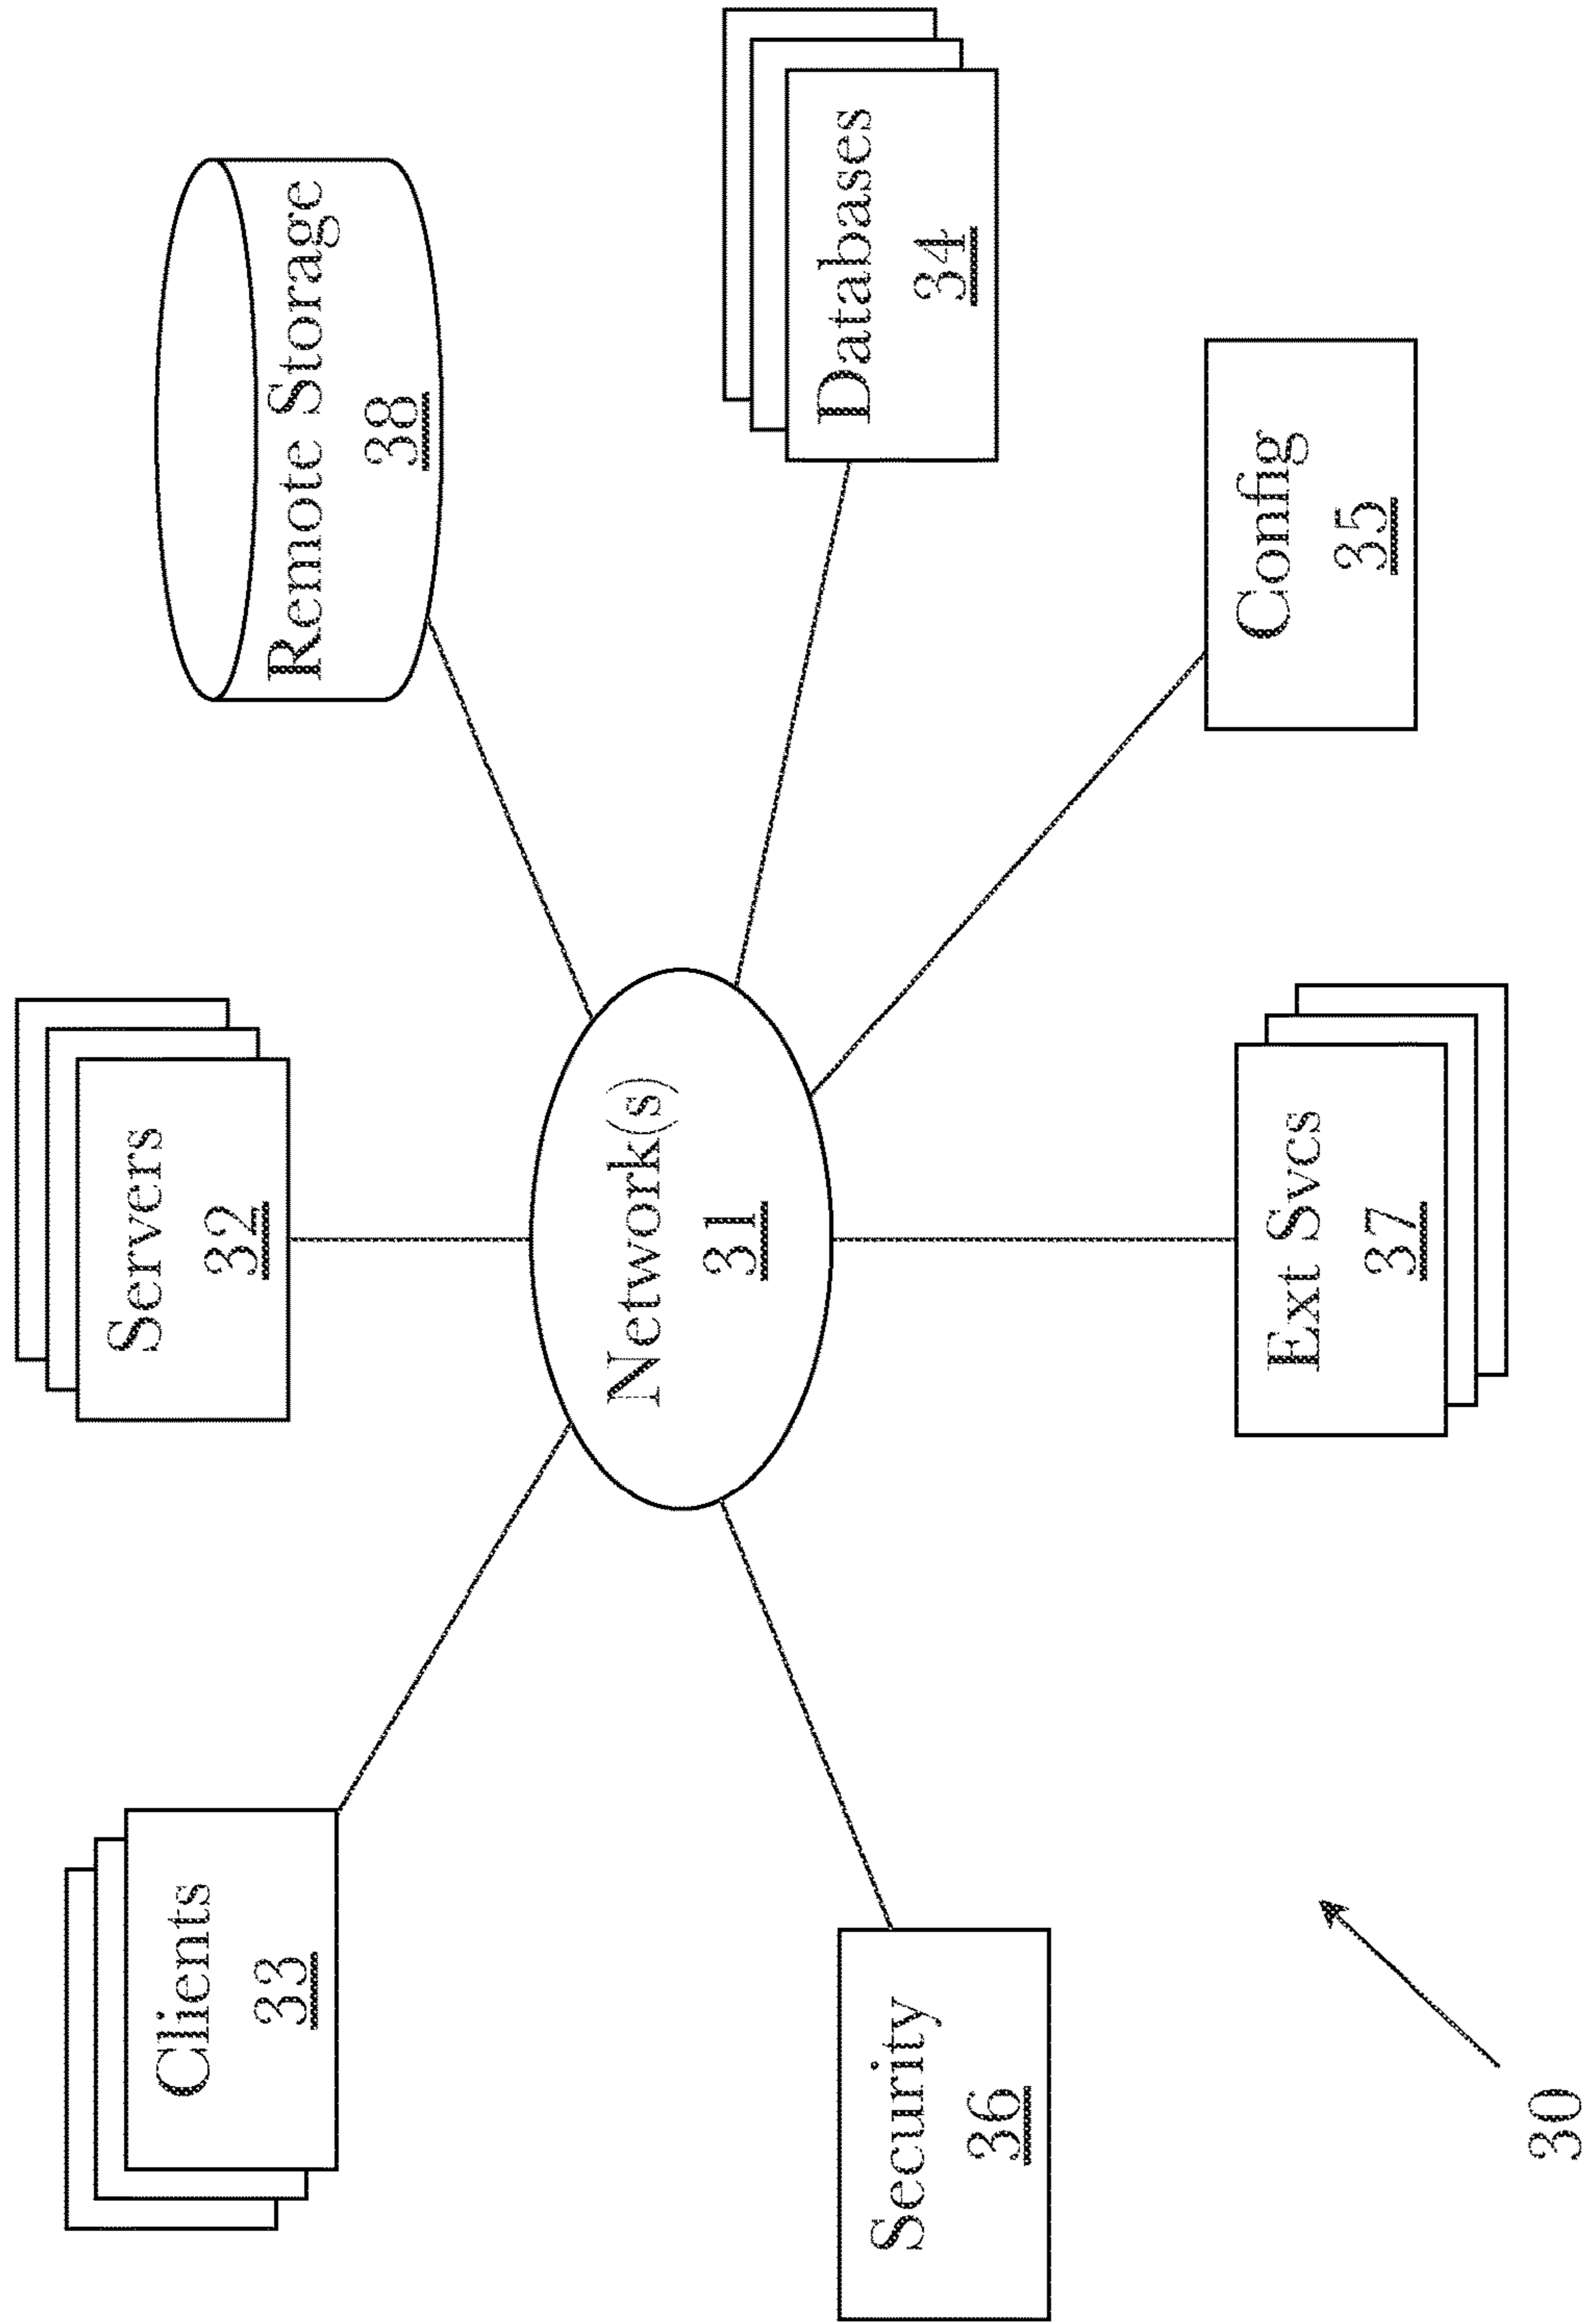 Servers
32
Clients
33
Remote Storage
38
Network(s)
31
Databases
34
Security
36
Ext Svcs
37
Config
35
30